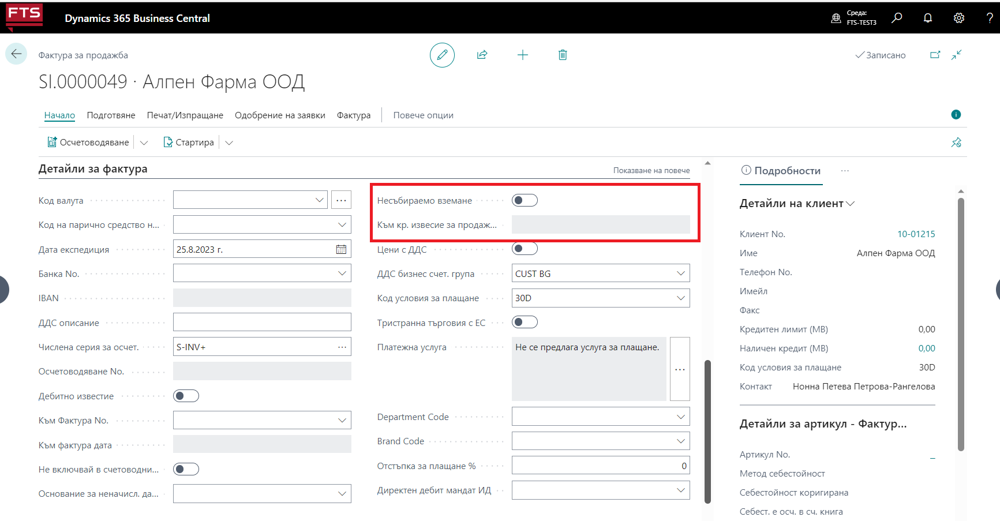 FTS
Dynamics 365 Business Central
Среда:
FTS-TEST3
?
Фактура за продажба
Записано
SI.0000049 · Алпен Фарма ООД
Начало Подготвяне Печат/Изпращане Одобрение на заявки Фактура Повече опции
Осчетоводяване Стартира
Детайли за фактура
Показване на повече
Код валута
Код на парично средство н...
Дата експедиция 25.8.2023 г.
Банка No.
IBAN
ДДС описание
Числена серия за осчет. S-INV+
Осчетоводяване No.
Дебитно известие
Към Фактура No.
Към фактура дата
Не включвай в счетоводни...
Основание за неначисл. да...
Несъбираемо вземане
Към кр. извесие за продаж...
Цени с ДДС
ДДС бизнес счет. група CUST BG
Код условия за плащане 30D
Тристранна търговия с ЕС
Платежна услуга Не се предлага услуга за плащане.
Department Code
Brand Code
Отстъпка за плащане % 0
Директен дебит мандат ИД
Подробности
Детайли на клиент
Клиент No. 10-01215
Име Алпен Фарма ООД
Телефон No.
Имейл
Факс
Кредитен лимит (МВ) 0,00
Наличен кредит (МВ) 0,00
Код условия за плащане 30D
Контакт Нонна Петева Петрова-Рангелова
Детайли за артикул - Фактур...
Артикул No. _
Метод себестойност
Себестойност коригирана
Себест. е осч. в сч. книга